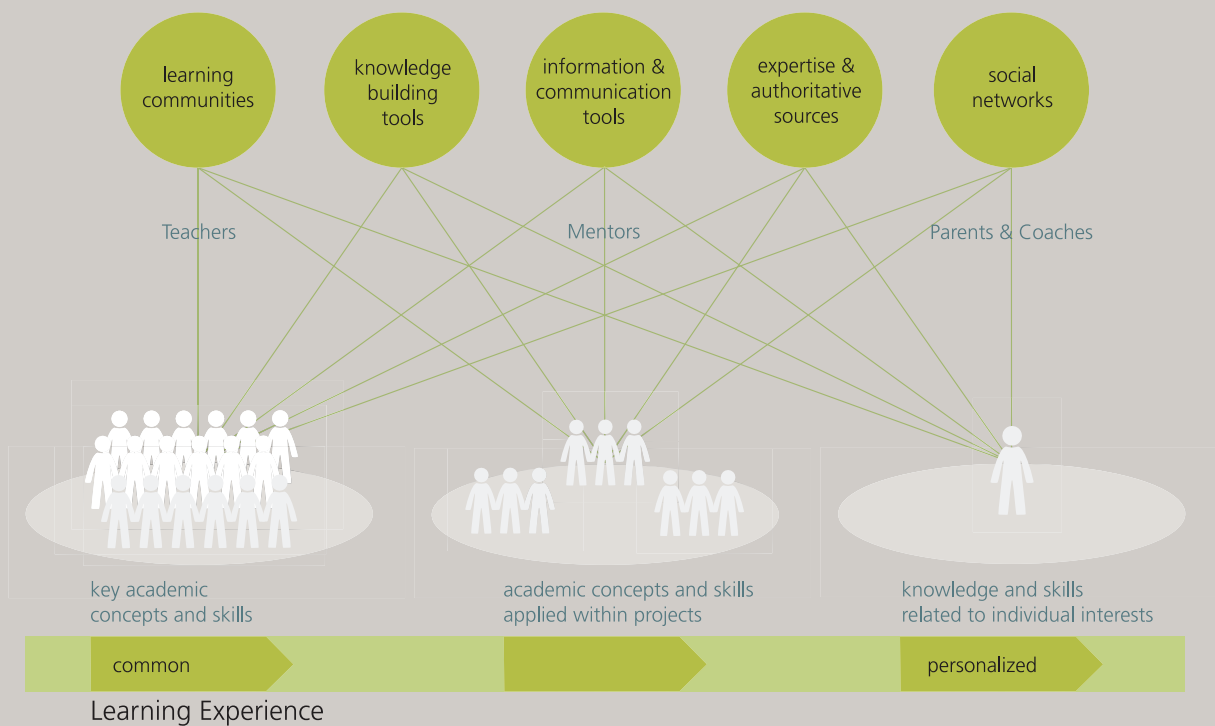 learning
communities
knowledge
building
tools
information &
communication
tools
expertise &
authoritative
sources
social
networks
Teachers
Mentors
Parents & Coaches
key academic
concepts and skills
academic concepts and skills
applied within projects
knowledge and skills
related to individual interests
common
personalized
Learning Experience